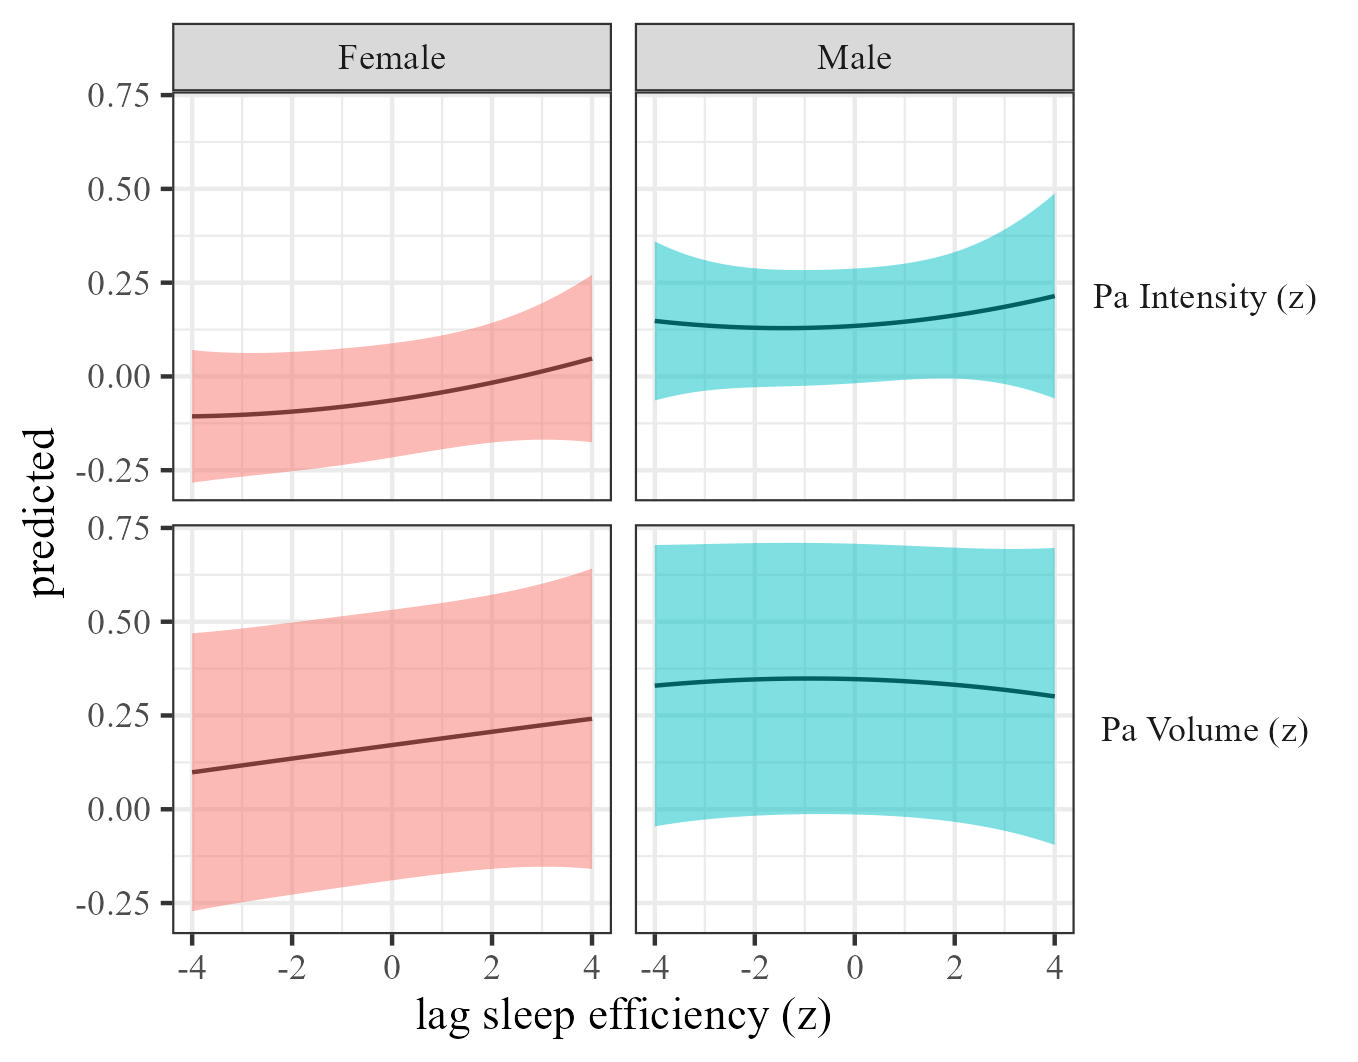 Female Male
0.75
0.50
0.25
0.00
-0.25
Pa Intensity (z)
predicted
0.75
0.50
0.25
0.00
-0.25
Pa Volume (z)
-4 -2 0 2 4 -4 -2 0 2 4
lag sleep efficiency (z)